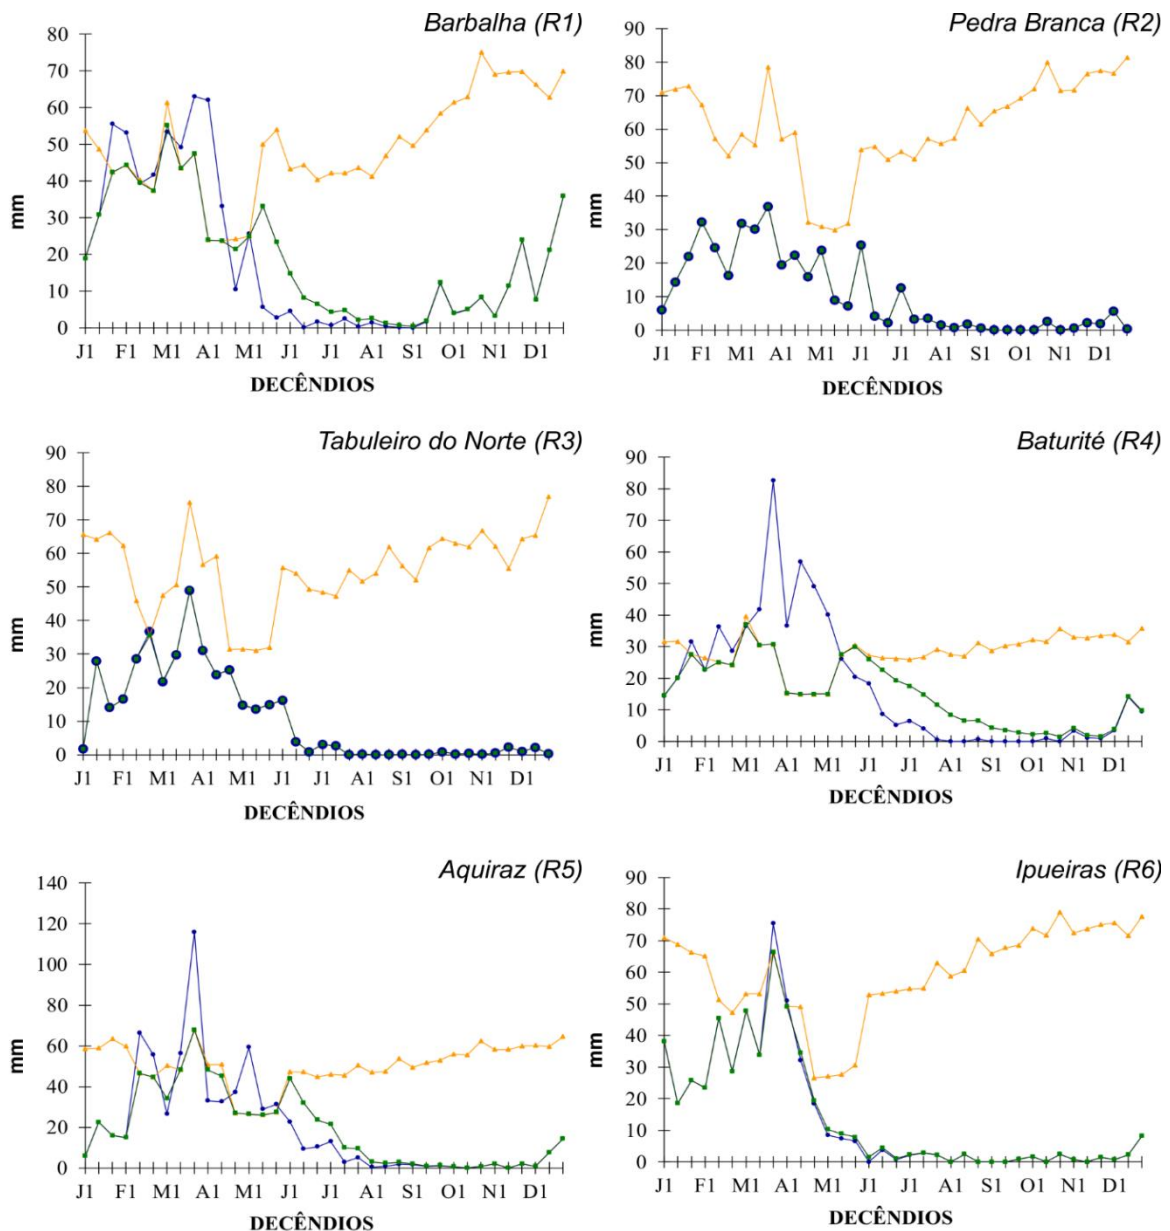 Barbalha (R1)
80
70
60
50
40
30
20
10
0
mm
J1 F1 M1 A1 M1 J1 J1 A1 S1 O1 N1 D1
DECÊNDIOS
Pedra Branca (R2)
90
80
70
60
50
40
30
20
10
0
mm
J1 F1 M1 A1 M1 J1 J1 A1 S1 O1 N1 D1
DECÊNDIOS
Tabuleiro do Norte (R3)
90
80
70
60
50
40
30
20
10
0
mm
J1 F1 M1 A1 M1 J1 J1 A1 S1 O1 N1 D1
DECÊNDIOS
Baturité (R4)
90
80
70
60
50
40
30
20
10
0
mm
J1 F1 M1 A1 M1 J1 J1 A1 S1 O1 N1 D1
DECÊNDIOS
Aquiraz (R5)
140
120
100
80
60
40
20
0
mm
J1 F1 M1 A1 M1 J1 J1 A1 S1 O1 N1 D1
DECÊNDIOS
Ipueiras (R6)
90
80
70
60
50
40
30
20
10
0
mm
J1 F1 M1 A1 M1 J1 J1 A1 S1 O1 N1 D1
DECÊNDIOS